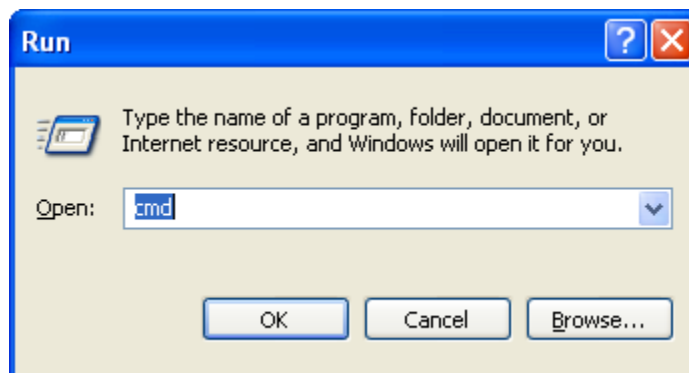 Run
Type the name of a program, folder, document, or
Internet resource, and Windows will open it for you.
Open: cmd
OK Cancel Browse...